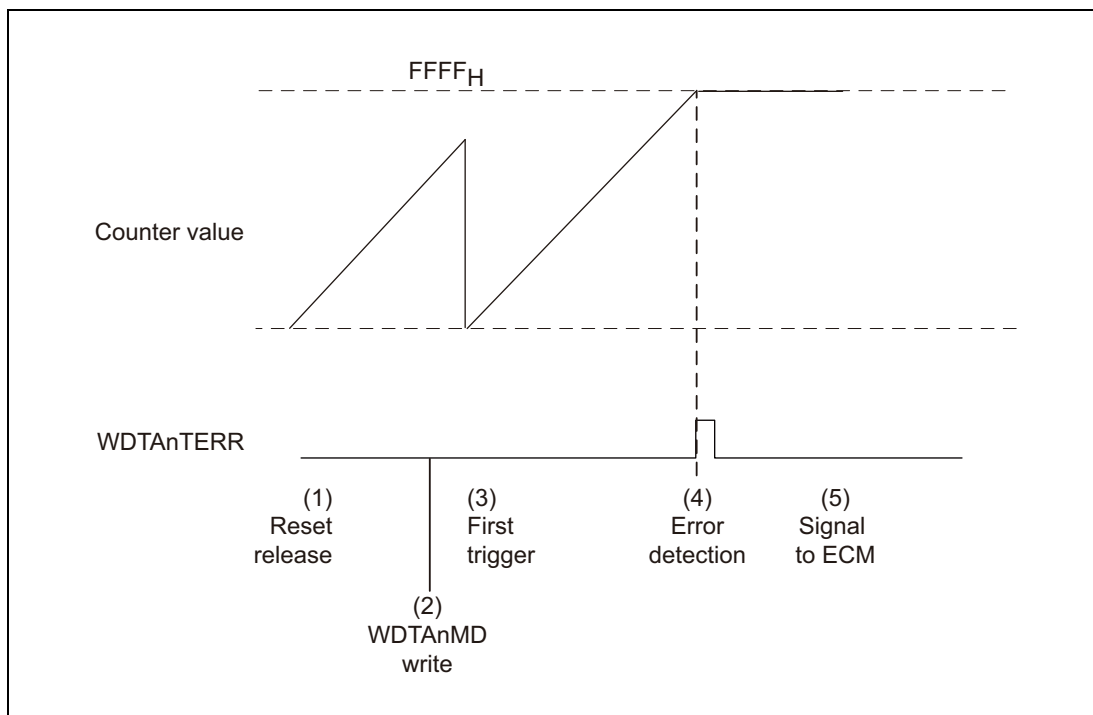 FFFFH
Counter value
WDTAnTERR
(1)
Reset
release
(3)
First
trigger
(4)
Error
detection
(5)
Signal
to ECM
(2)
WDTAnMD
write